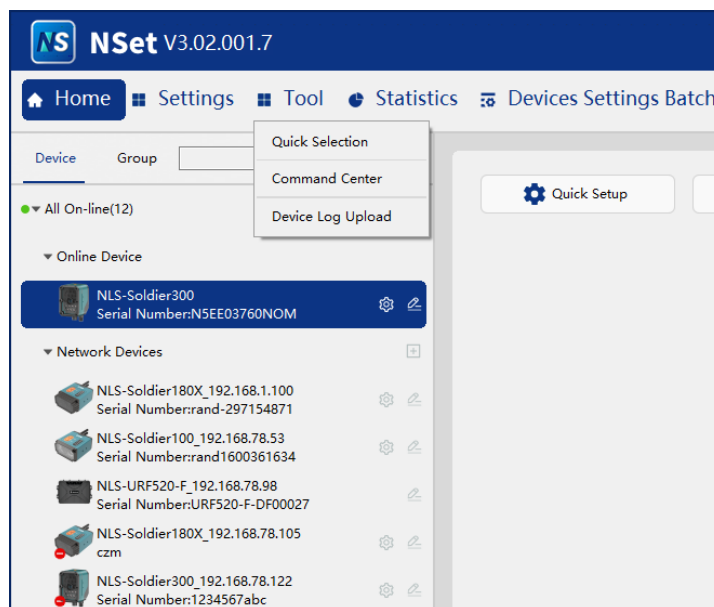 NS NSet V3.02.001.7
Home Settings Tool Statistics Devices Settings Batch
Quick Selection
Command Center
Device Log Upload
Device Group
Quick Setup
All On-line(12)
Online Device
NLS-Soldier300
Serial Number:N5EE03760NOM
Network Devices
NLS-Soldier180X_192.168.1.100
Serial Number:rand-297154871
NLS-Soldier100_192.168.78.53
Serial Number:rand1600361634
NLS-URF520-F_192.168.78.98
Serial Number:URF520-F-DF00027
NLS-Soldier180X_192.168.78.105
czm
NLS-Soldier300_192.168.78.122
Serial Number:1234567abc